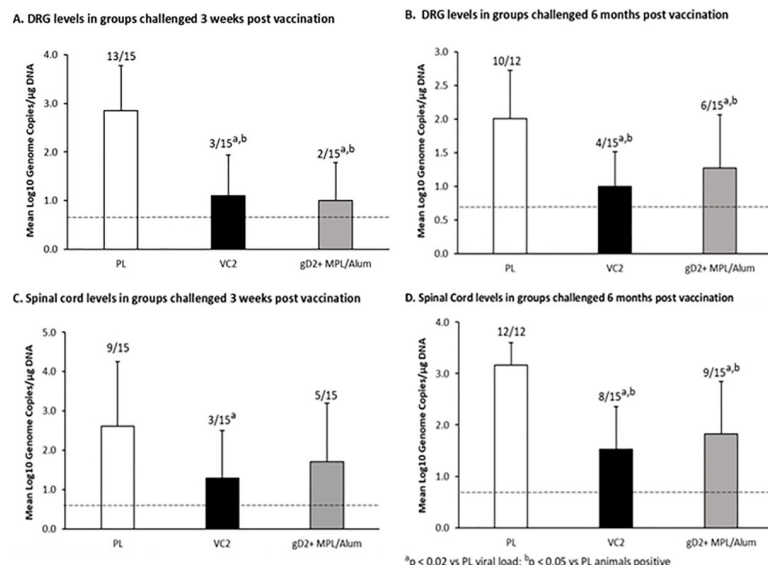 A. DRG levels in groups challenged 3 weeks post vaccination
Mean Log10 Genome Copies/µg DNA
4.0
3.0
2.0
1.0
0.0
13/15
3/15a,b
2/15a,b
PL
VC2
gD2+ MPL/Alum
B. DRG levels in groups challenged 6 months post vaccination
Mean Log10 Genome Copies/µg DNA
3.0
2.5
2.0
1.5
1.0
0.5
0.0
10/12
4/15a,b
6/15a,b
PL
VC2
gD2+ MPL/Alum
C. Spinal cord levels in groups challenged 3 weeks post vaccination
Mean Log10 Genome Copies/µg DNA
5.0
4.0
3.0
2.0
1.0
0.0
9/15
3/15a
5/15
PL
VC2
gD2+ MPL/Alum
D. Spinal Cord levels in groups challenged 6 months post vaccination
Mean Log10 Genome Copies/µg DNA
4.0
3.0
2.0
1.0
0.0
12/12
8/15a,b
9/15a,b
PL
VC2
gD2+ MPL/Alum
ap < 0.02 vs PL viral load; bp < 0.05 vs PL animals positive